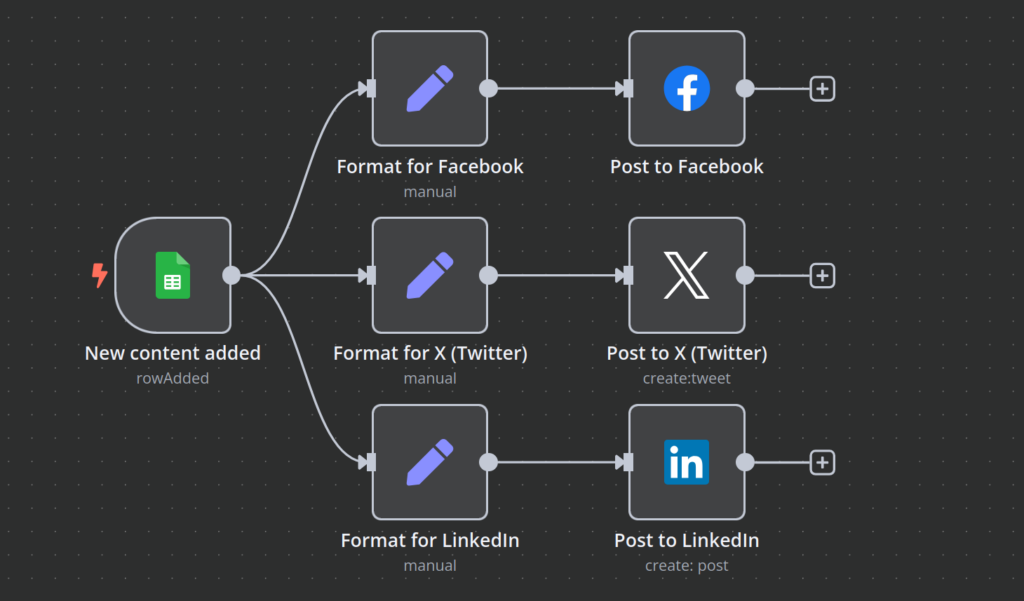 Format for Facebook
manual
Post to Facebook
New content added
rowAdded
Format for X (Twitter)
manual
Post to X (Twitter)
create:tweet
in
Format for LinkedIn
manual
Post to LinkedIn
create: post